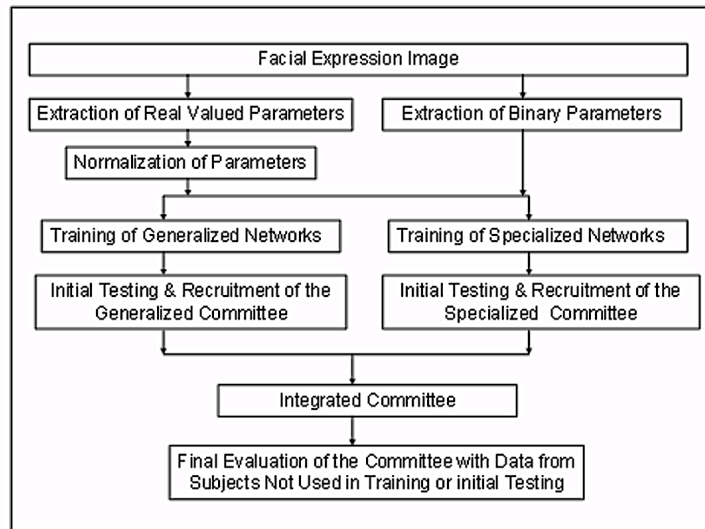 Facial Expression Image
Extraction of Real Valued Parameters
Extraction of Binary Parameters
Normalization of Parameters
Training of Generalized Networks
Training of Specialized Networks
Initial Testing & Recruitment of the
Generalized Committee
Initial Testing & Recruitment of the
Specialized Committee
Integrated Committee
Final Evaluation of the Committee with Data from
Subjects Not Used in Training or initial Testing